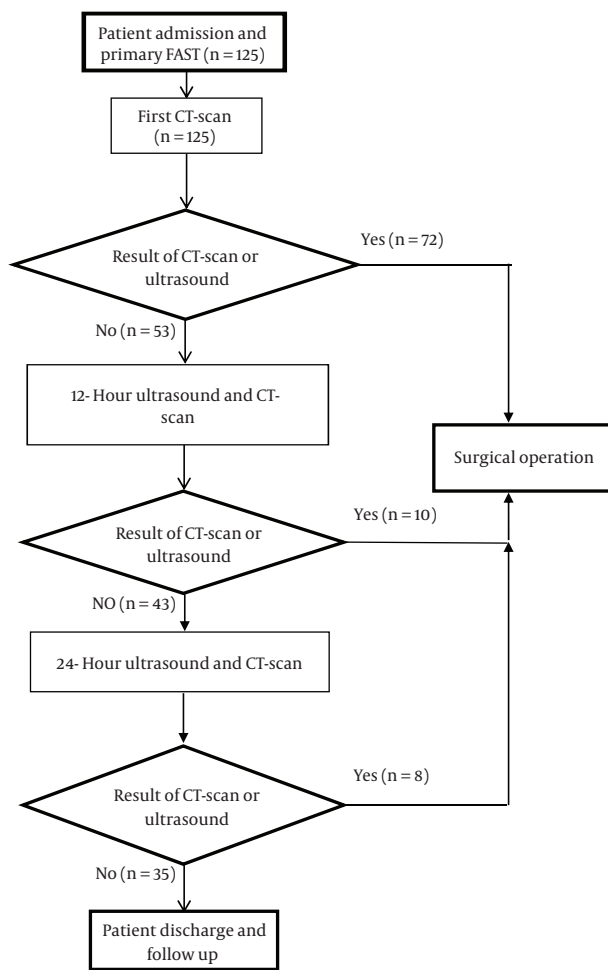 Patient admission and
primary FAST (n = 125)
First CT-scan
(n = 125)
Result of CT-scan or
ultrasound
Yes (n = 72)
No (n = 53)
12- Hour ultrasound and CT-
scan
Surgical operation
Result of CT-scan or
ultrasound
Yes (n = 10)
NO (n = 43)
24- Hour ultrasound and CT-scan
Result of CT-scan or
ultrasound
Yes (n = 8)
No (n = 35)
Patient discharge and
follow up